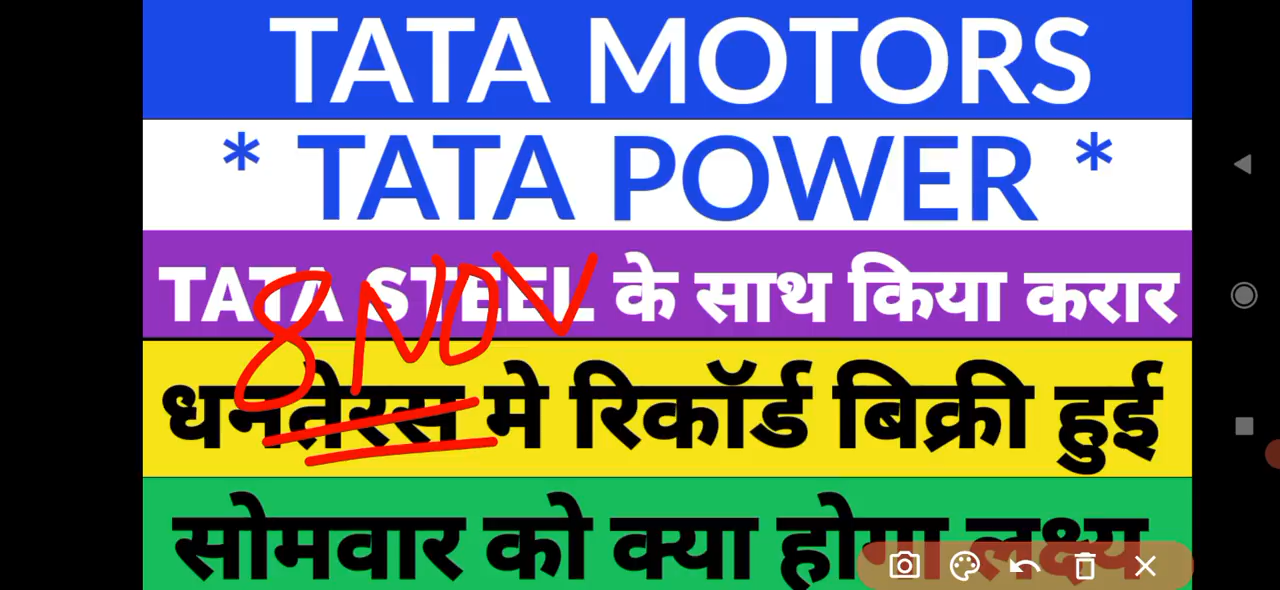 TATA MOTORS
* TATA POWER *
TATA STEEL के साथ किया करार
8 NOV
धनतेरस मे रिकॉर्ड बिक्री हुई
सोमवार को क्या होगा लक्ष्य